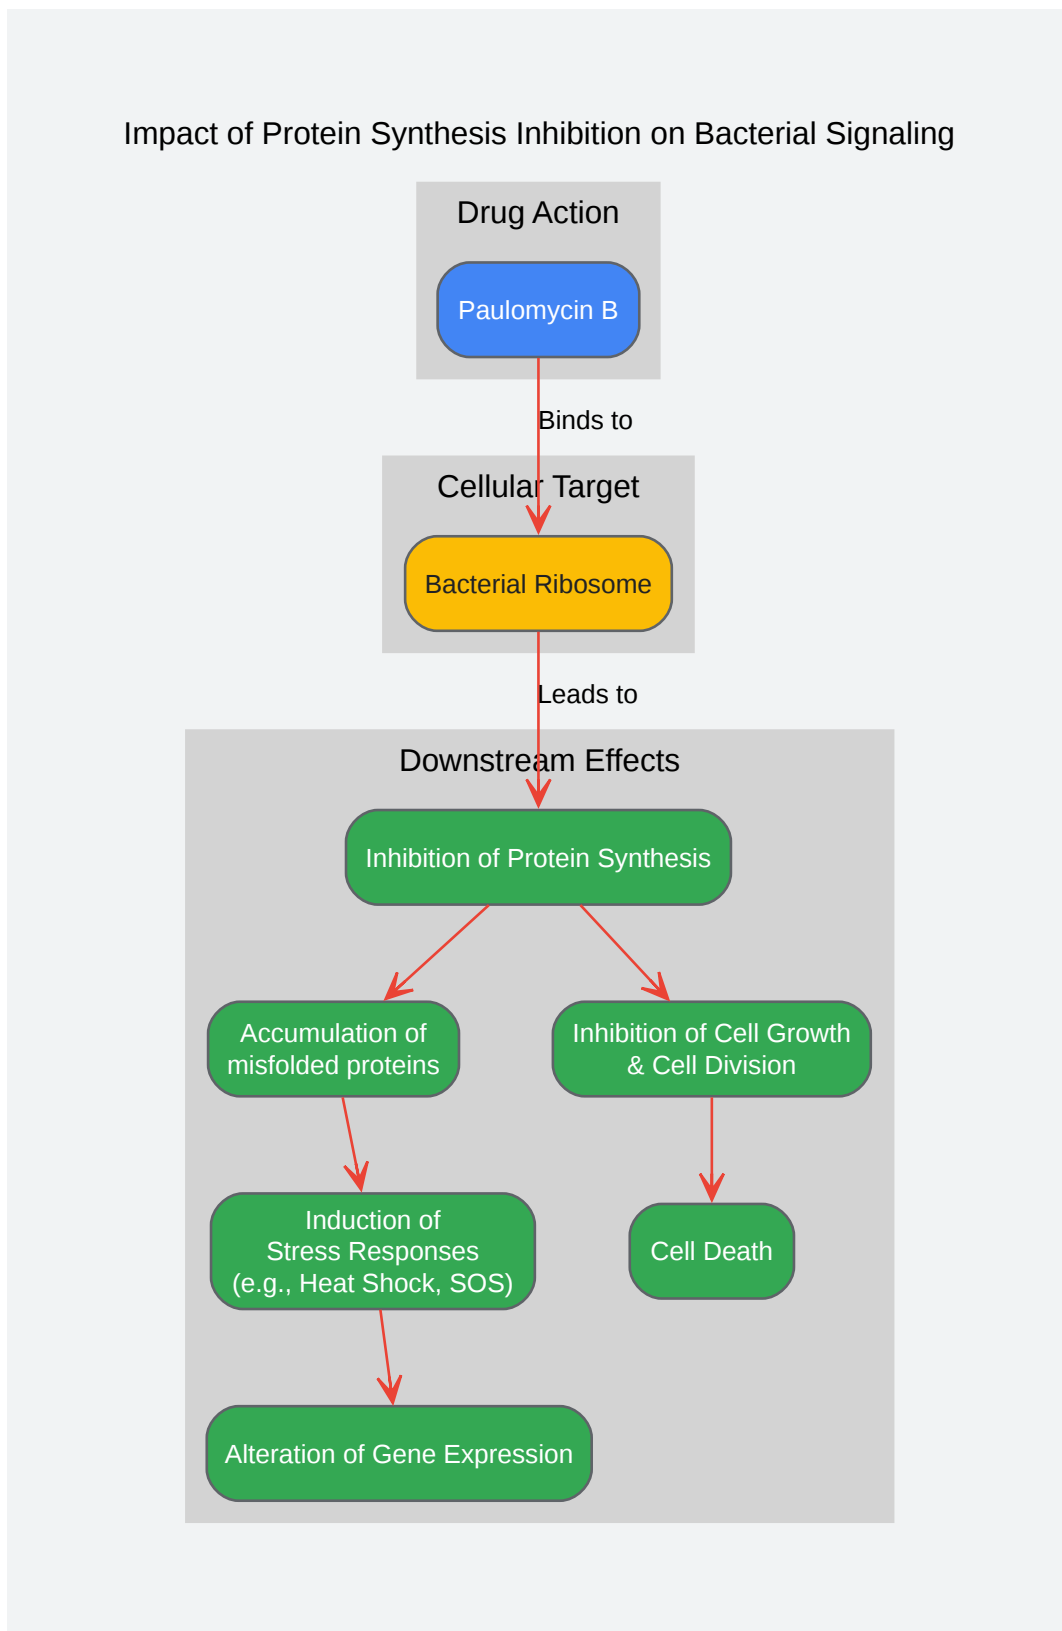 Impact of Protein Synthesis Inhibition on Bacterial Signaling
Drug Action
Paulomycin B
Binds to
Cellular Target
Bacterial Ribosome
Leads to
Downstream Effects
Inhibition of Protein Synthesis
Accumulation of
misfolded proteins
Inhibition of Cell Growth
& Cell Division
Induction of
Stress Responses
(e.g., Heat Shock, SOS)
Cell Death
Alteration of Gene Expression